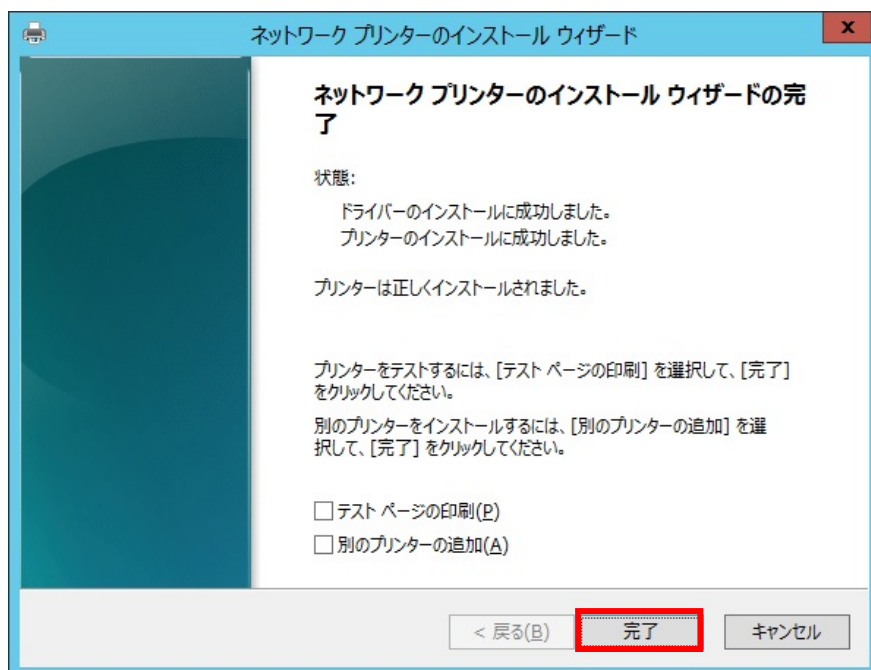 ネットワーク プリンターのインストール ウィザード
x
ネットワーク プリンターのインストール ウィザードの完
了
状態:
ドライバーのインストールに成功しました。
プリンターのインストールに成功しました。
プリンターは正しくインストールされました。
プリンターをテストするには、[テスト ページの印刷] を選択して、[完了]
をクリックしてください。
別のプリンターをインストールするには、[別のプリンターの追加] を選
択して、[完了] をクリックしてください。
テスト ページの印刷(P)
別のプリンターの追加(A)
< 戻る(B)
完了
キャンセル